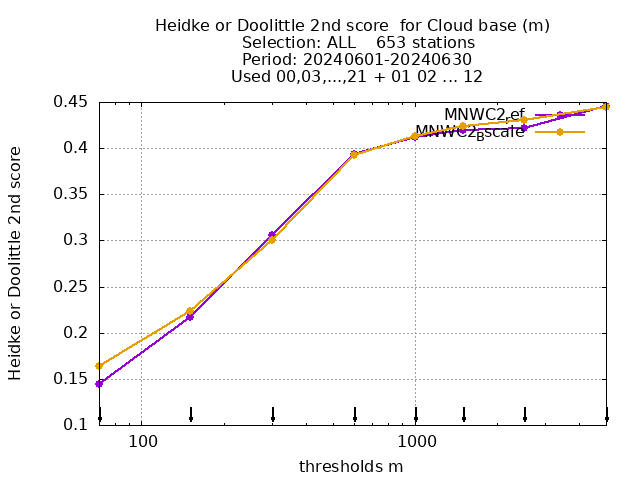 Heidke or Doolittle 2nd score for Cloud base (m)
Selection: ALL 653 stations
Period: 20240601-20240630
Used 00,03,...,21 + 01 02 ... 12
0.45
0.4
0.35
0.3
0.25
0.2
0.15
0.1
Heidke or Doolittle 2nd score
MNWC2ref
MNWC2Bscale
100
1000
thresholds m